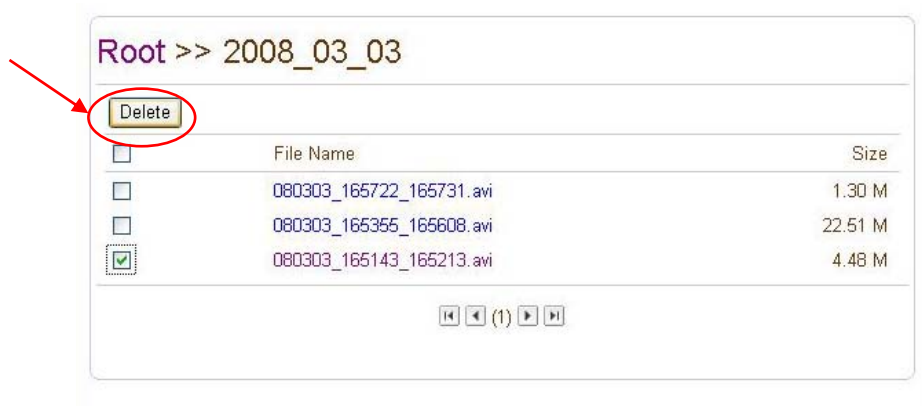 Root >> 2008_03_03
Delete
File Name Size
080303_165722_165731.avi 1.30 M
080303_165355_165608.avi 22.51 M
080303_165143_165213.avi 4.48 M
(1)